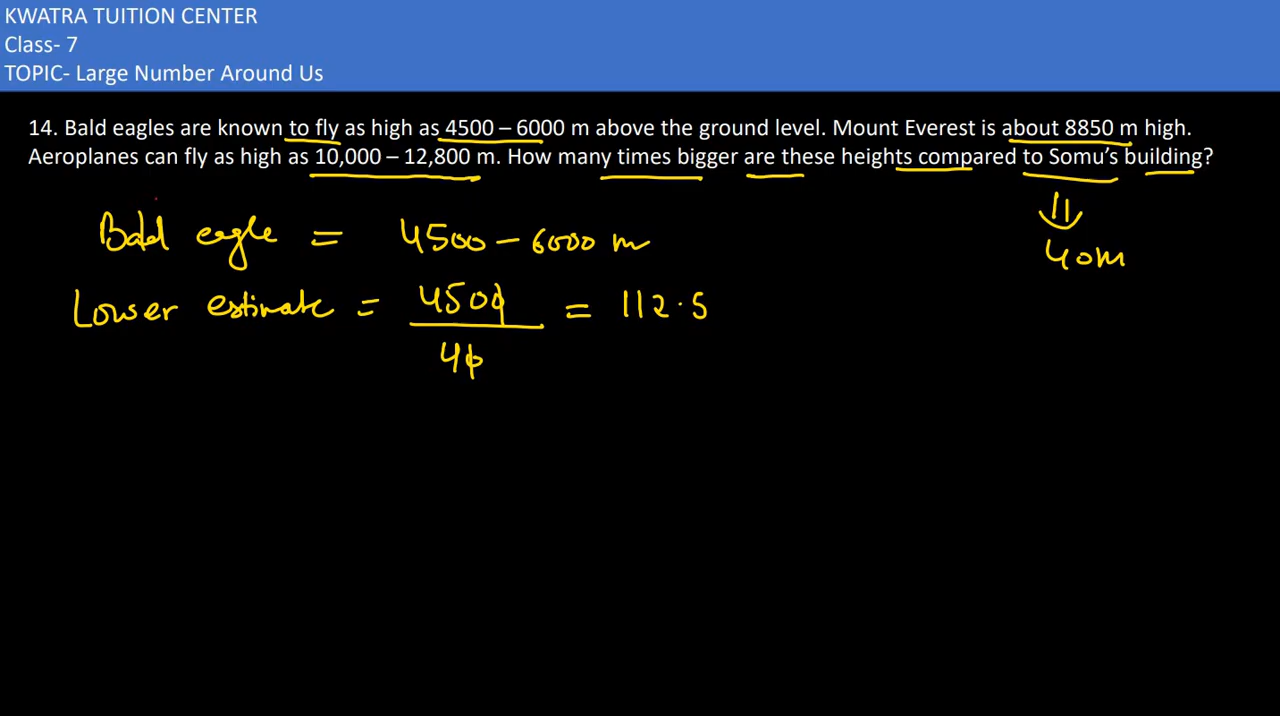 KWATRA TUITION CENTER
Class- 7
TOPIC- Large Number Around Us
14. Bald eagles are known to fly as high as 4500 – 6000 m above the ground level. Mount Everest is about 8850 m high.
Aeroplanes can fly as high as 10,000 – 12,800 m. How many times bigger are these heights compared to Somu's building?
Bald eagle = 4500 - 6000 m
40m
Lower estimate = 4500 = 112.5
40